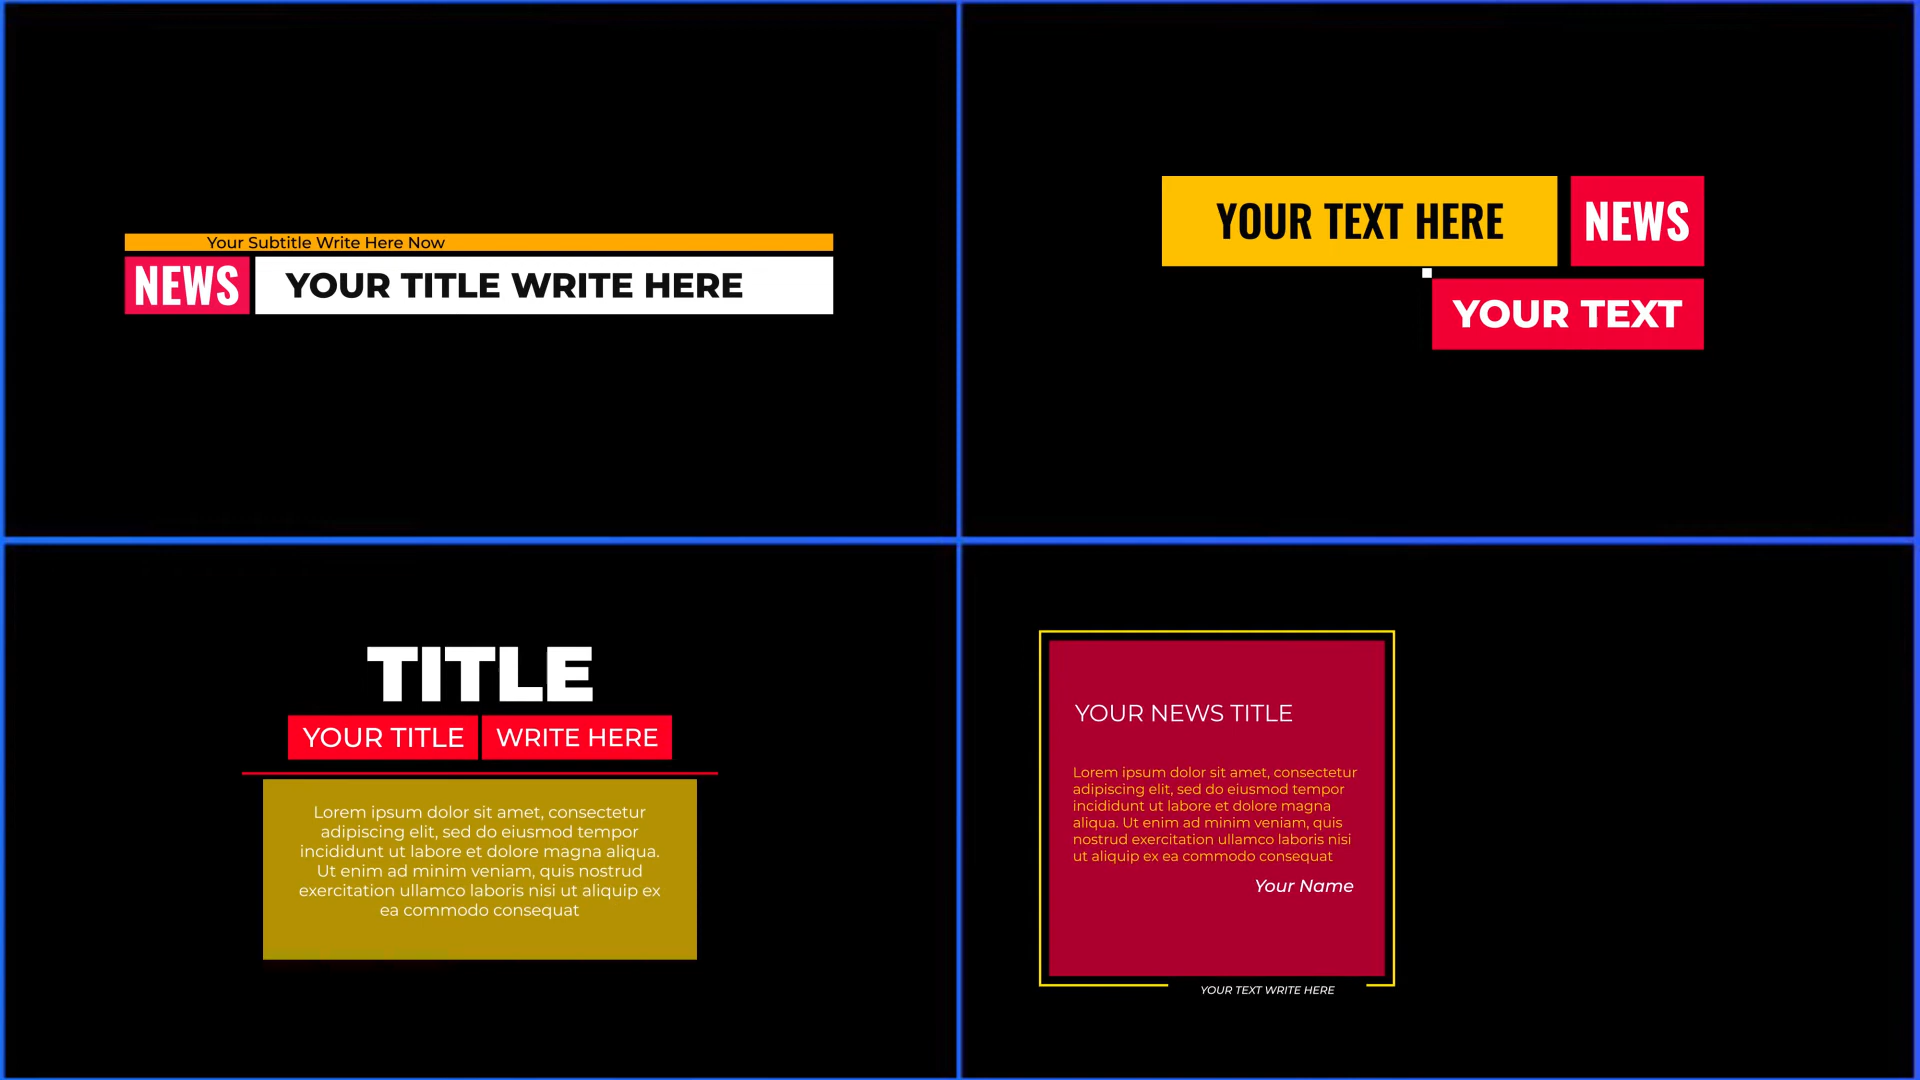 Your Subtitle Write Here Now
NEWS YOUR TITLE WRITE HERE
YOUR TEXT HERE NEWS
YOUR TEXT
TITLE
YOUR TITLE WRITE HERE
Lorem ipsum dolor sit amet, consectetur
adipiscing elit, sed do eiusmod tempor
incididunt ut labore et dolore magna aliqua.
Ut enim ad minim veniam, quis nostrud
exercitation ullamco laboris nisi ut aliquip ex
ea commodo consequat
YOUR NEWS TITLE
Lorem ipsum dolor sit amet, consectetur
adipiscing elit, sed do eiusmod tempor
incididunt ut labore et dolore magna
aliqua. Ut enim ad minim veniam, quis
nostrud exercitation ullamco laboris nisi
ut aliquip ex ea commodo consequat
Your Name
YOUR TEXT WRITE HERE